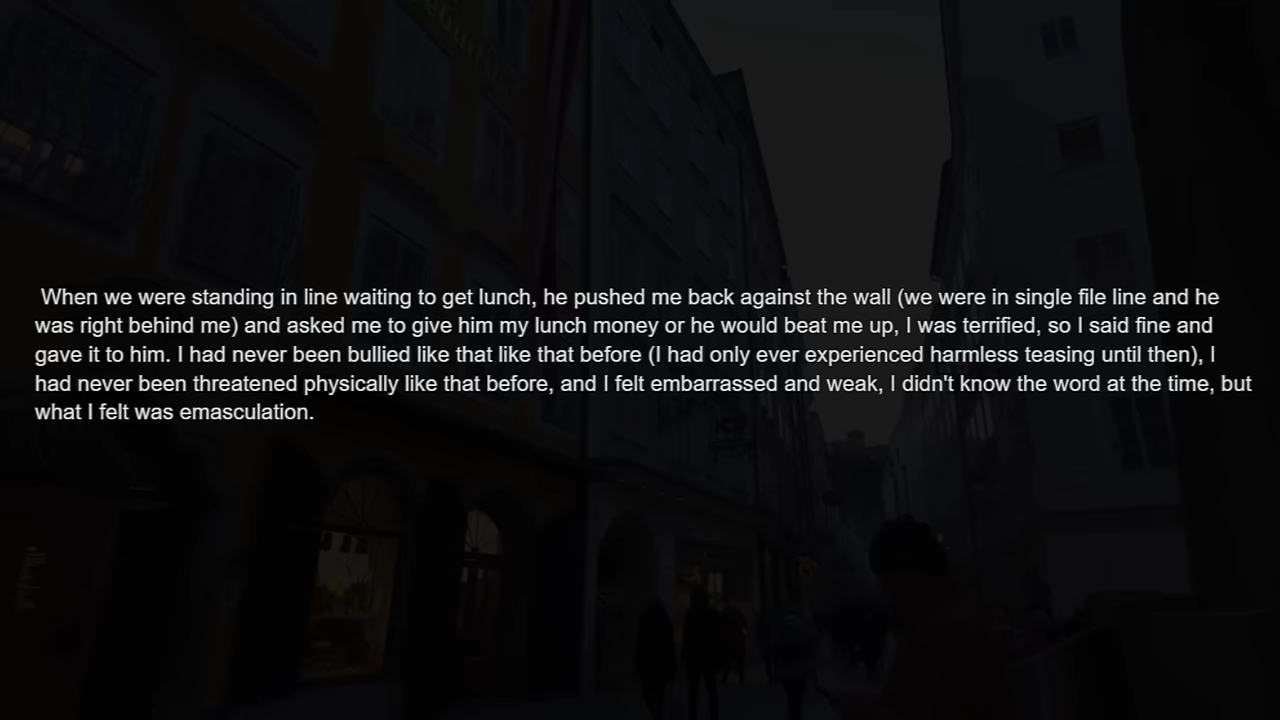 When we were standing in line waiting to get lunch, he pushed me back against the wall (we were in single file line and he
was right behind me) and asked me to give him my lunch money or he would beat me up, I was terrified, so I said fine and
gave it to him. I had never been bullied like that like that before (I had only ever experienced harmless teasing until then), I
had never been threatened physically like that before, and I felt embarrassed and weak, I didn't know the word at the time, but
what I felt was emasculation.